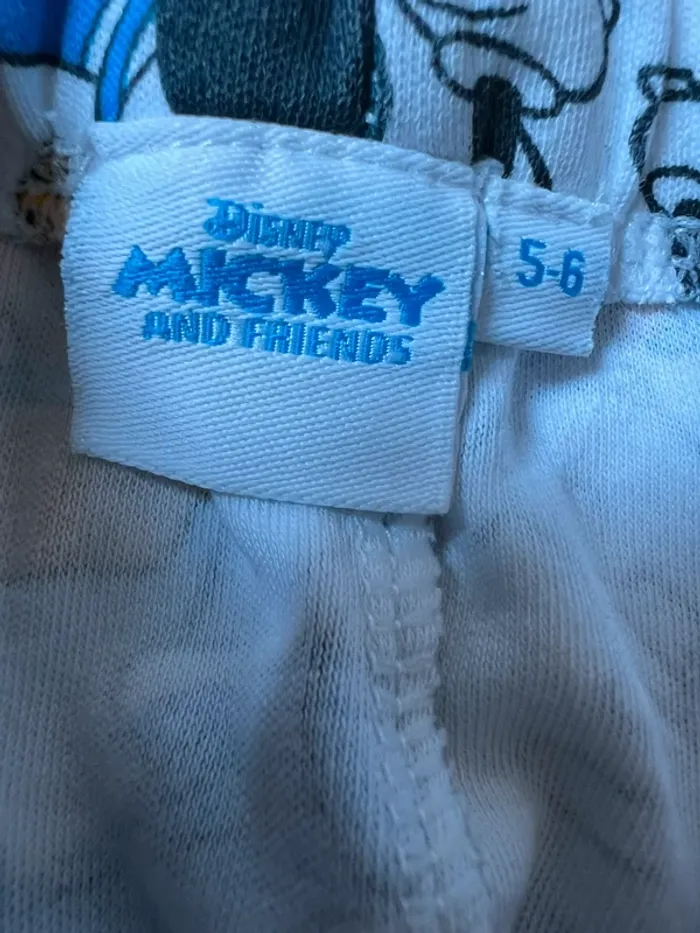 Disney
MICKEY
AND FRIENDS
5-6